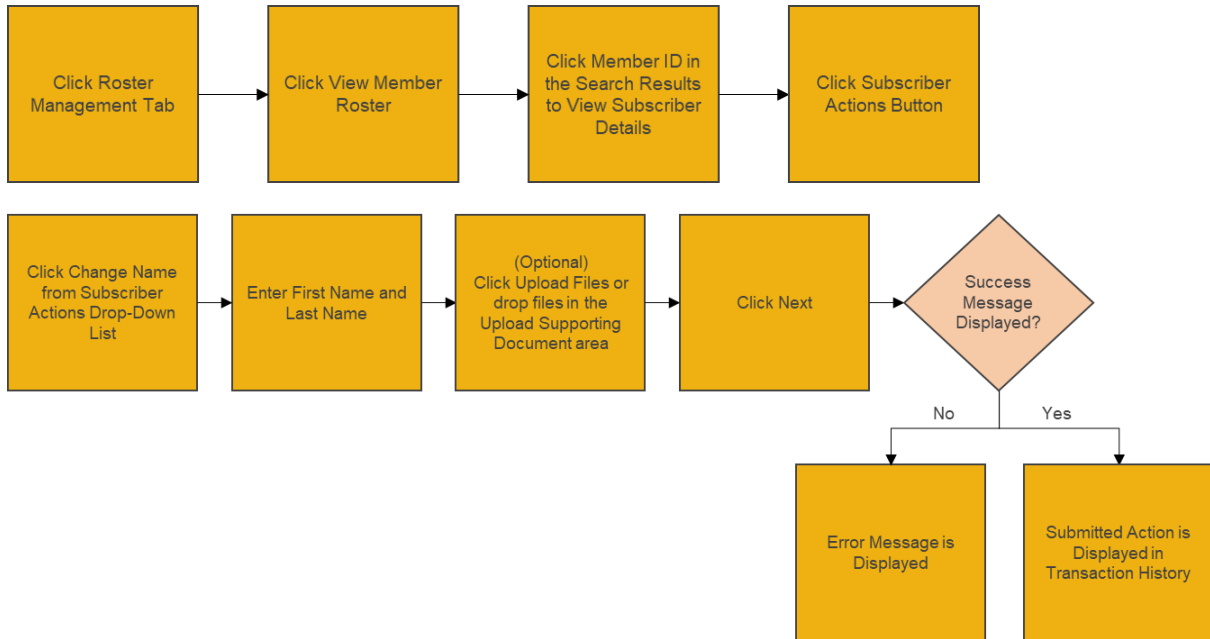 Click Roster
Management Tab
Click View Member
Roster
Click Member ID in
the Search Results
to View Subscriber
Details
Click Subscriber
Actions Button
Click Change Name
from Subscriber
Actions Drop-Down
List
Enter First Name and
Last Name
(Optional)
Click Upload Files or
drop files in the
Upload Supporting
Document area
Click Next
Success
Message
Displayed?
No
Yes
Error Message is
Displayed
Submitted Action is
Displayed in
Transaction History